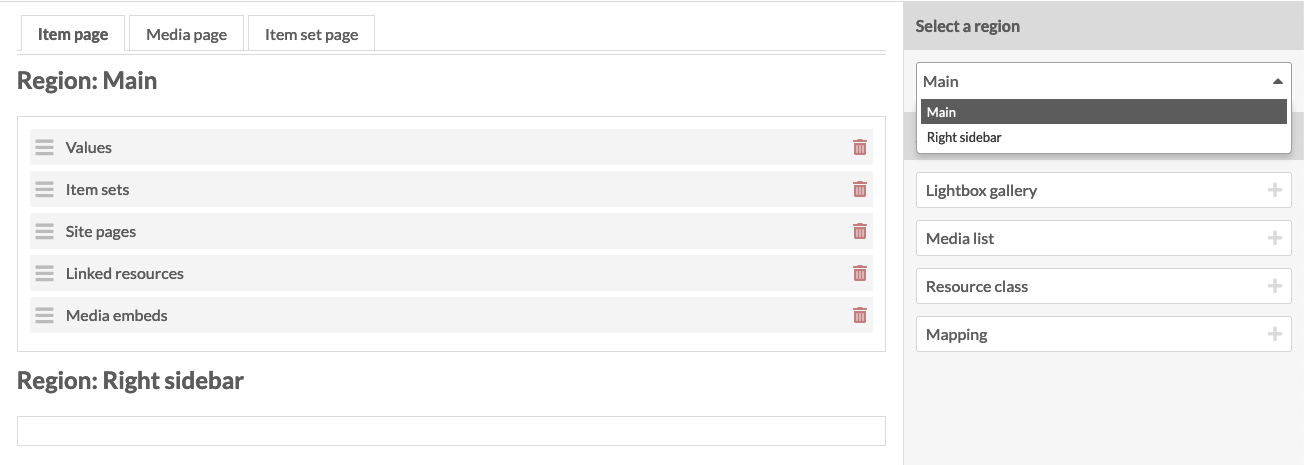 Item page
Media page
Item set page
Region: Main
Values
Item sets
Site pages
Linked resources
Media embeds
Region: Right sidebar
Select a region
Main
Main
Right sidebar
Lightbox gallery
Media list
Resource class
Mapping